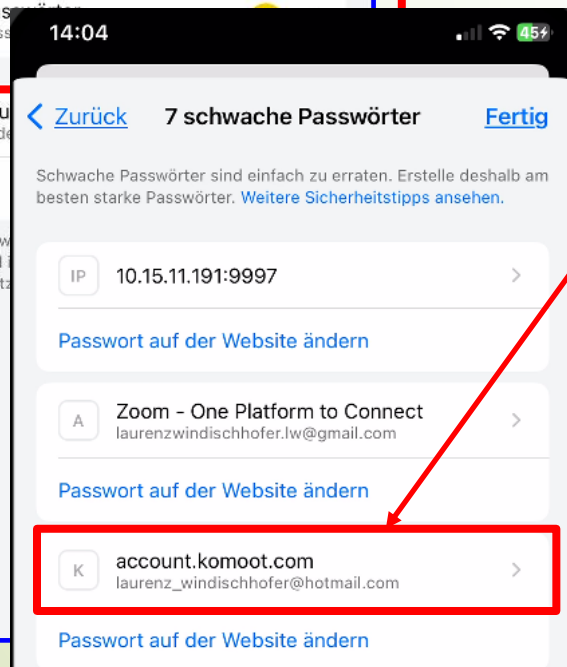 14:04
45
Zurück
7 schwache Passwörter
Fertig
Schwache Passwörter sind einfach zu erraten. Erstelle deshalb am
besten starke Passwörter. Weitere Sicherheitstipps ansehen.
IP
10.15.11.191:9997
Passwort auf der Website ändern
A
Zoom – One Platform to Connect
laurenzwindischhofer.lw@gmail.com
Passwort auf der Website ändern
K
account.komoot.com
laurenz_windischhofer@hotmail.com
Passwort auf der Website ändern